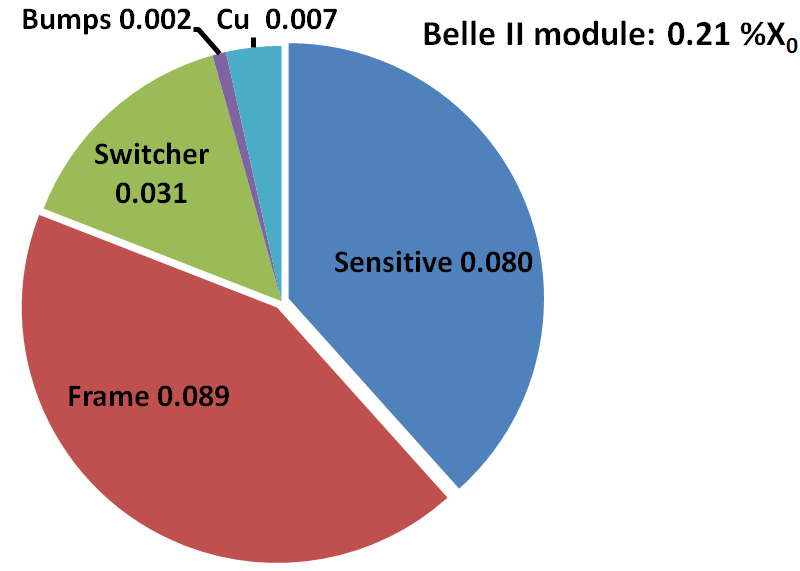 Bumps 0.002 Cu 0.007
Belle II module: 0.21 %X₀
Switcher
0.031
Sensitive 0.080
Frame 0.089